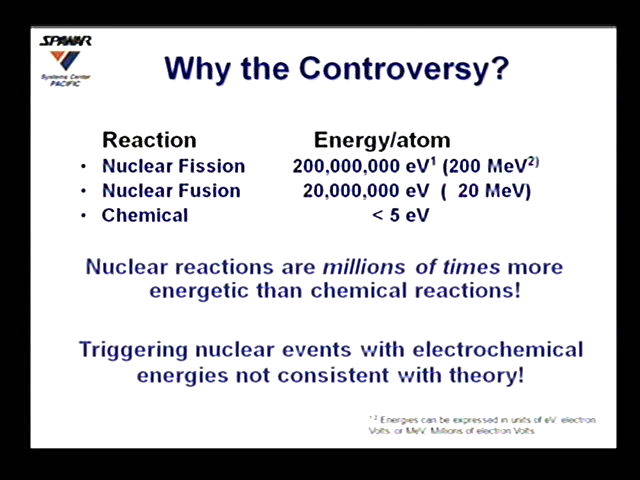 SPAWAR
Systems Center
PACIFIC
Why the Controversy?
Reaction Energy/atom
• Nuclear Fission 200,000,000 eV¹ (200 MeV²⁾
• Nuclear Fusion 20,000,000 eV ( 20 MeV)
• Chemical < 5 eV
Nuclear reactions are millions of times more
energetic than chemical reactions!
Triggering nuclear events with electrochemical
energies not consistent with theory!
¹,² Energies can be expressed in units of eV: electron
Volts or MeV: Millions of electron Volts